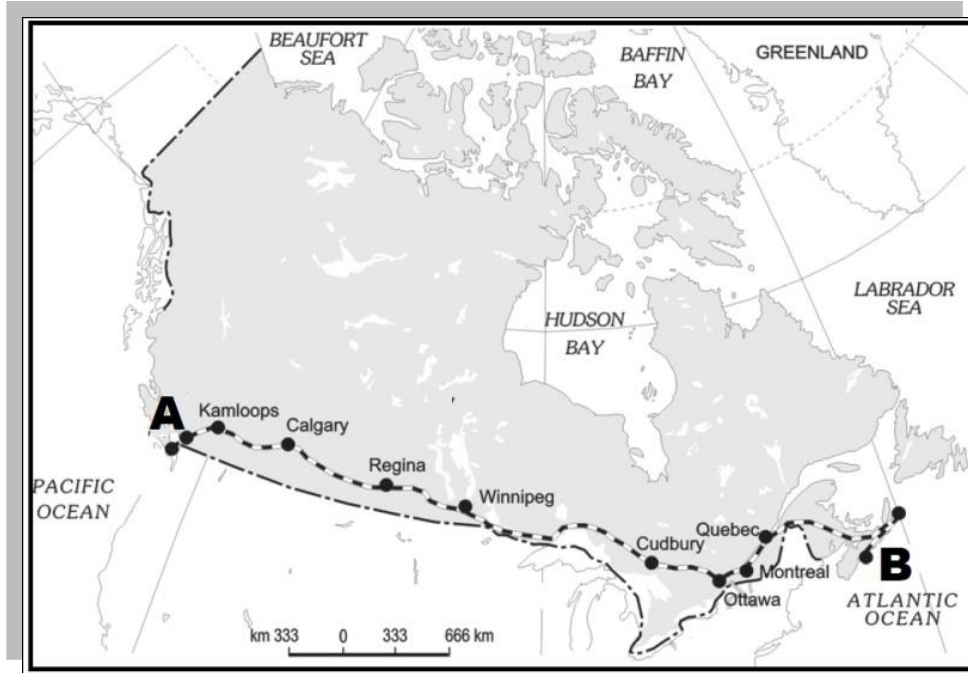 BEAUFORT
SEA
BAFFIN
BAY
GREENLAND
LABRADOR
SEA
HUDSON
BAY
A
Kamloops
Calgary
Regina
Winnipeg
PACIFIC
OCEAN
Quebec
Cudbury
Montreal
Ottawa
B
ATLANTIC
OCEAN
km 333 0 333 666 km